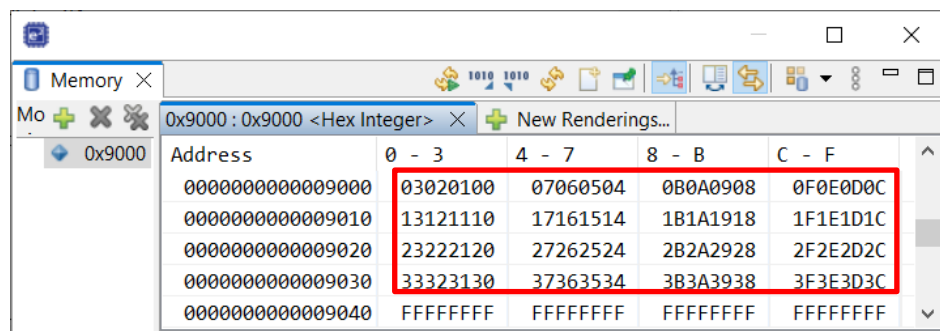 Memory
1010 1010
Mo
0x9000 : 0x9000 <Hex Integer>
New Renderings...
0x9000
Address 0 - 3 4 - 7 8 - B C - F
0000000000009000 03020100 07060504 0B0A0908 0F0E0D0C
0000000000009010 13121110 17161514 1B1A1918 1F1E1D1C
0000000000009020 23222120 27262524 2B2A2928 2F2E2D2C
0000000000009030 33323130 37363534 3B3A3938 3F3E3D3C
0000000000009040 FFFFFFFF FFFFFFFF FFFFFFFF FFFFFFFF